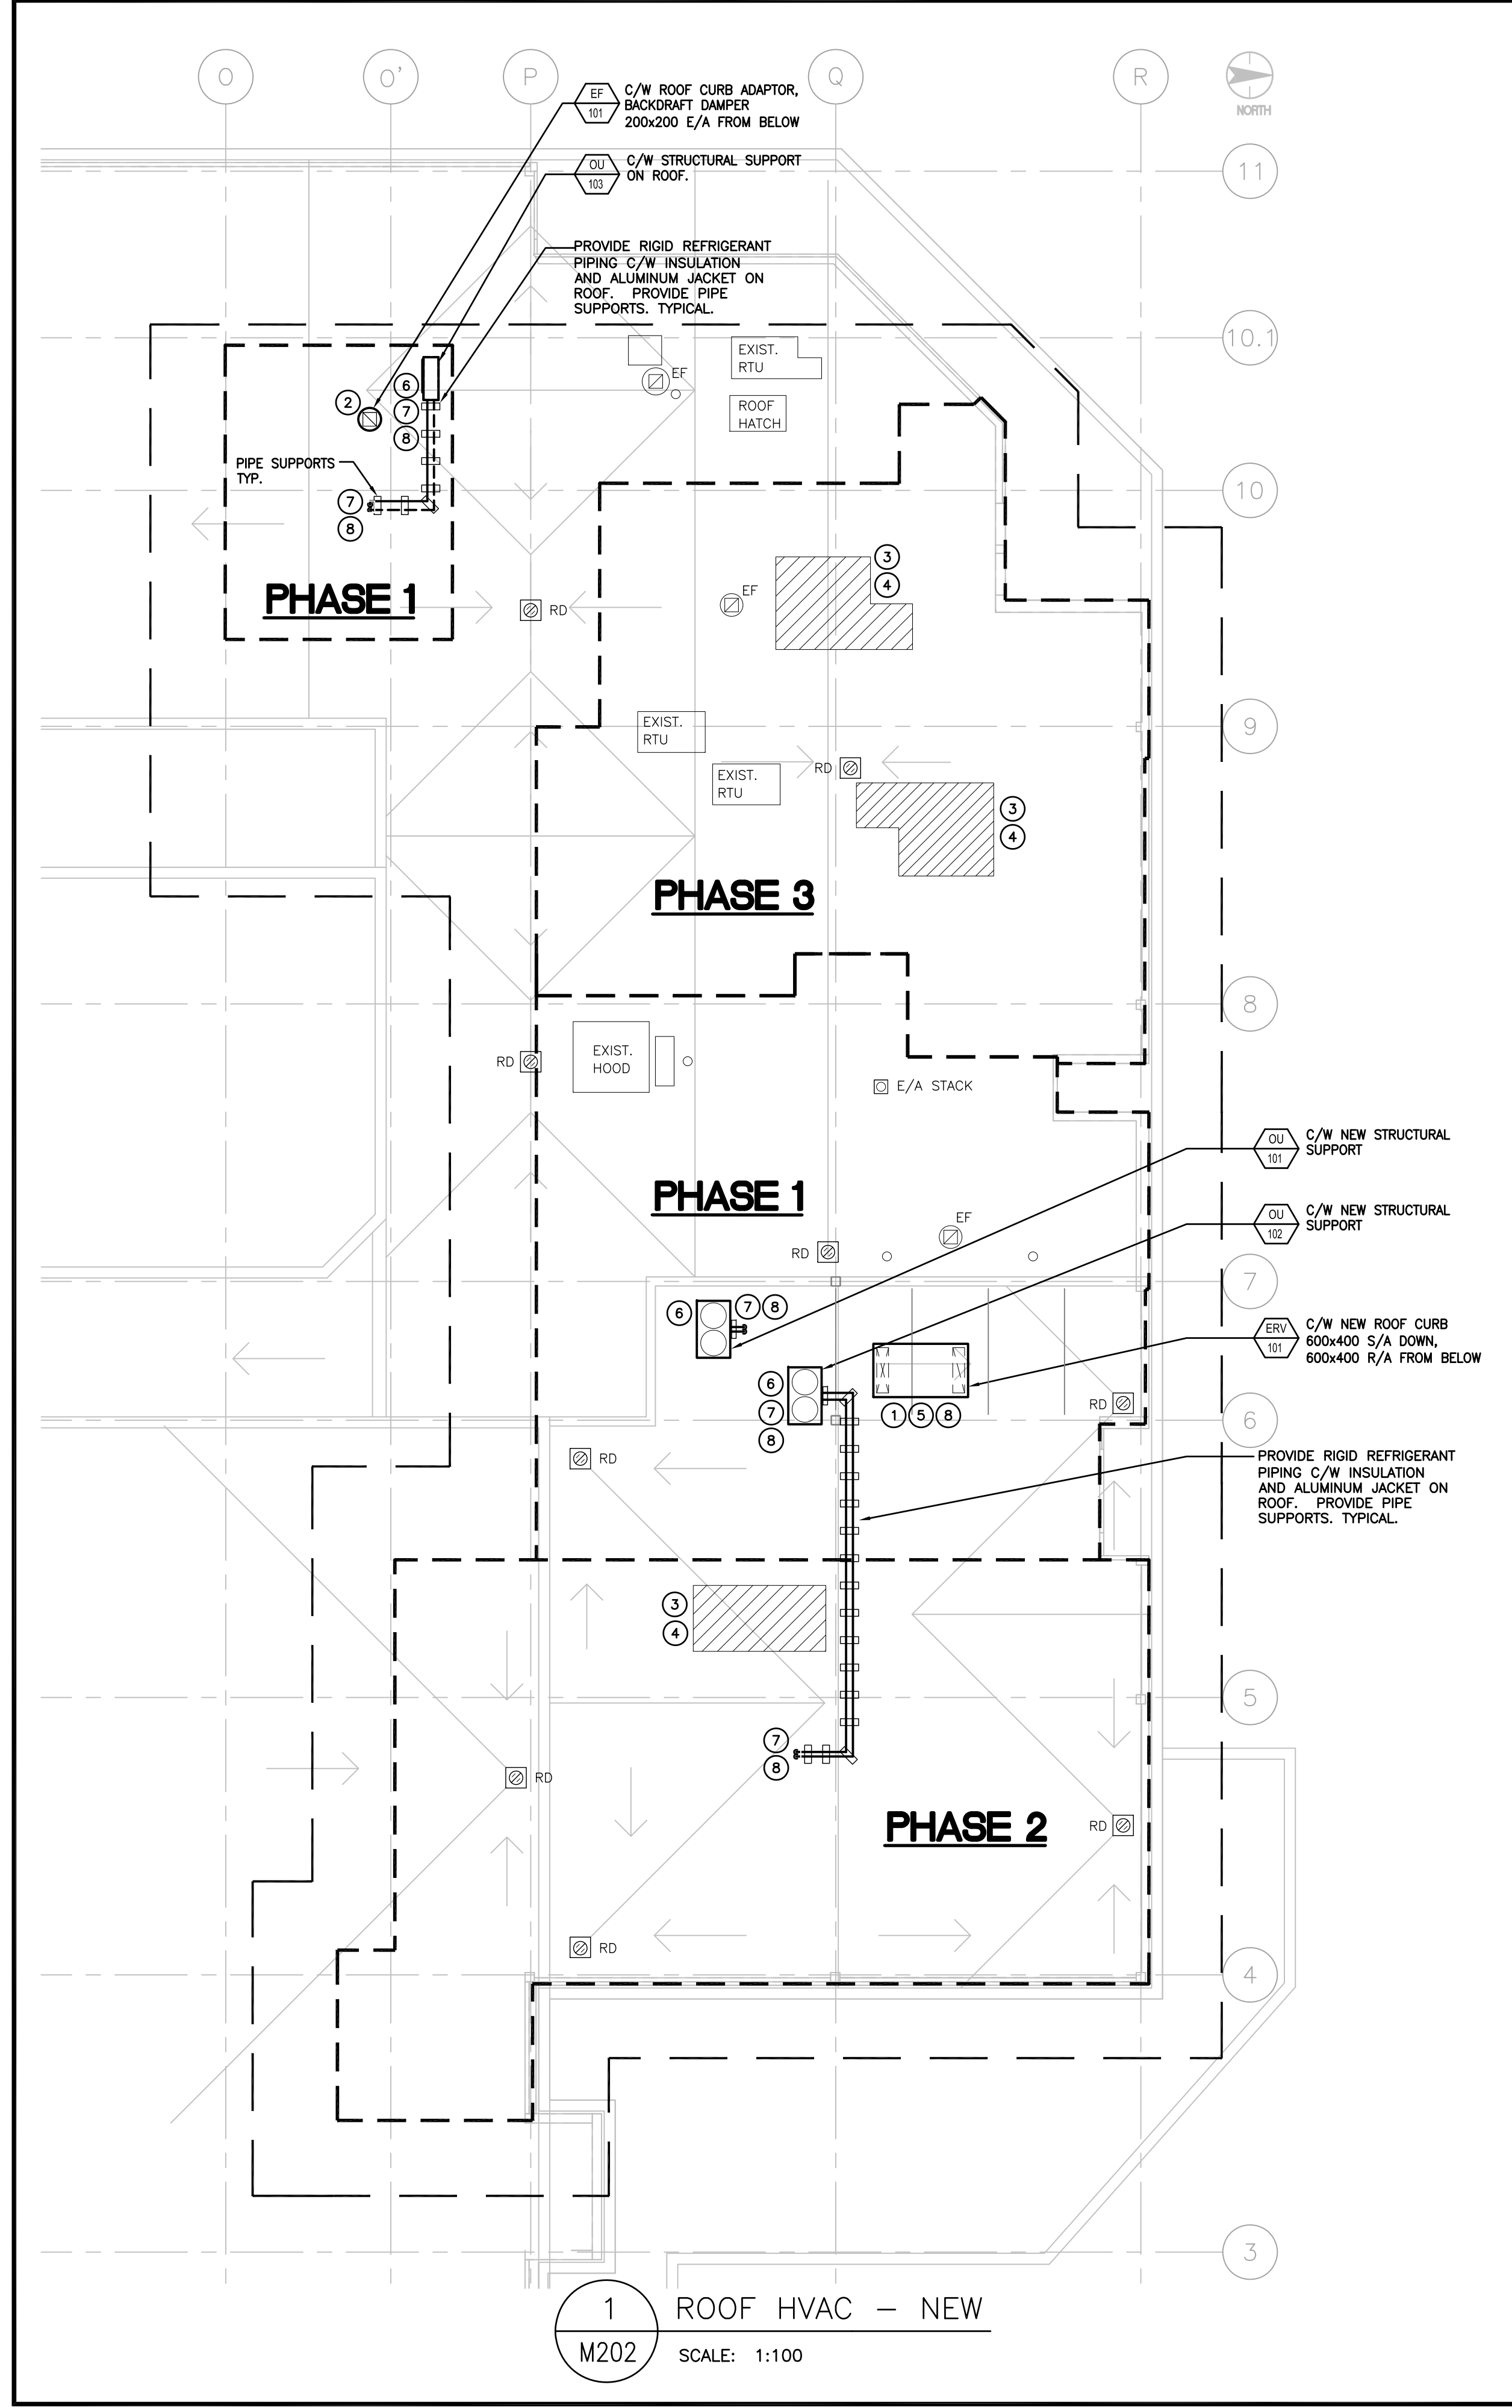 O
O'
P
Q
R
NORTH
EF
101
C/W ROOF CURB ADAPTOR,
BACKDRAFT DAMPER
200x200 E/A FROM BELOW
OU
103
C/W STRUCTURAL SUPPORT
ON ROOF.
11
PROVIDE RIGID REFRIGERANT
PIPING C/W INSULATION
AND ALUMINUM JACKET ON
ROOF. PROVIDE PIPE
SUPPORTS. TYPICAL.
10.1
EXIST.
RTU
EF
ROOF
HATCH
6
2
7
8
PIPE SUPPORTS
TYP.
7
8
10
3
4
EF
PHASE 1
RD
EXIST.
RTU
9
EXIST.
RTU
RD
3
4
PHASE 3
8
EXIST.
HOOD
RD
E/A STACK
OU
101
C/W NEW STRUCTURAL
SUPPORT
PHASE 1
OU
102
C/W NEW STRUCTURAL
SUPPORT
EF
RD
7
6
7 8
ERV
101
C/W NEW ROOF CURB
600x400 S/A DOWN,
600x400 R/A FROM BELOW
6
7
8
1 5 8
RD
6
RD
PROVIDE RIGID REFRIGERANT
PIPING C/W INSULATION
AND ALUMINUM JACKET ON
ROOF. PROVIDE PIPE
SUPPORTS. TYPICAL.
3
4
5
7
8
RD
PHASE 2
RD
RD
4
3
1
M202
ROOF HVAC – NEW
SCALE: 1:100